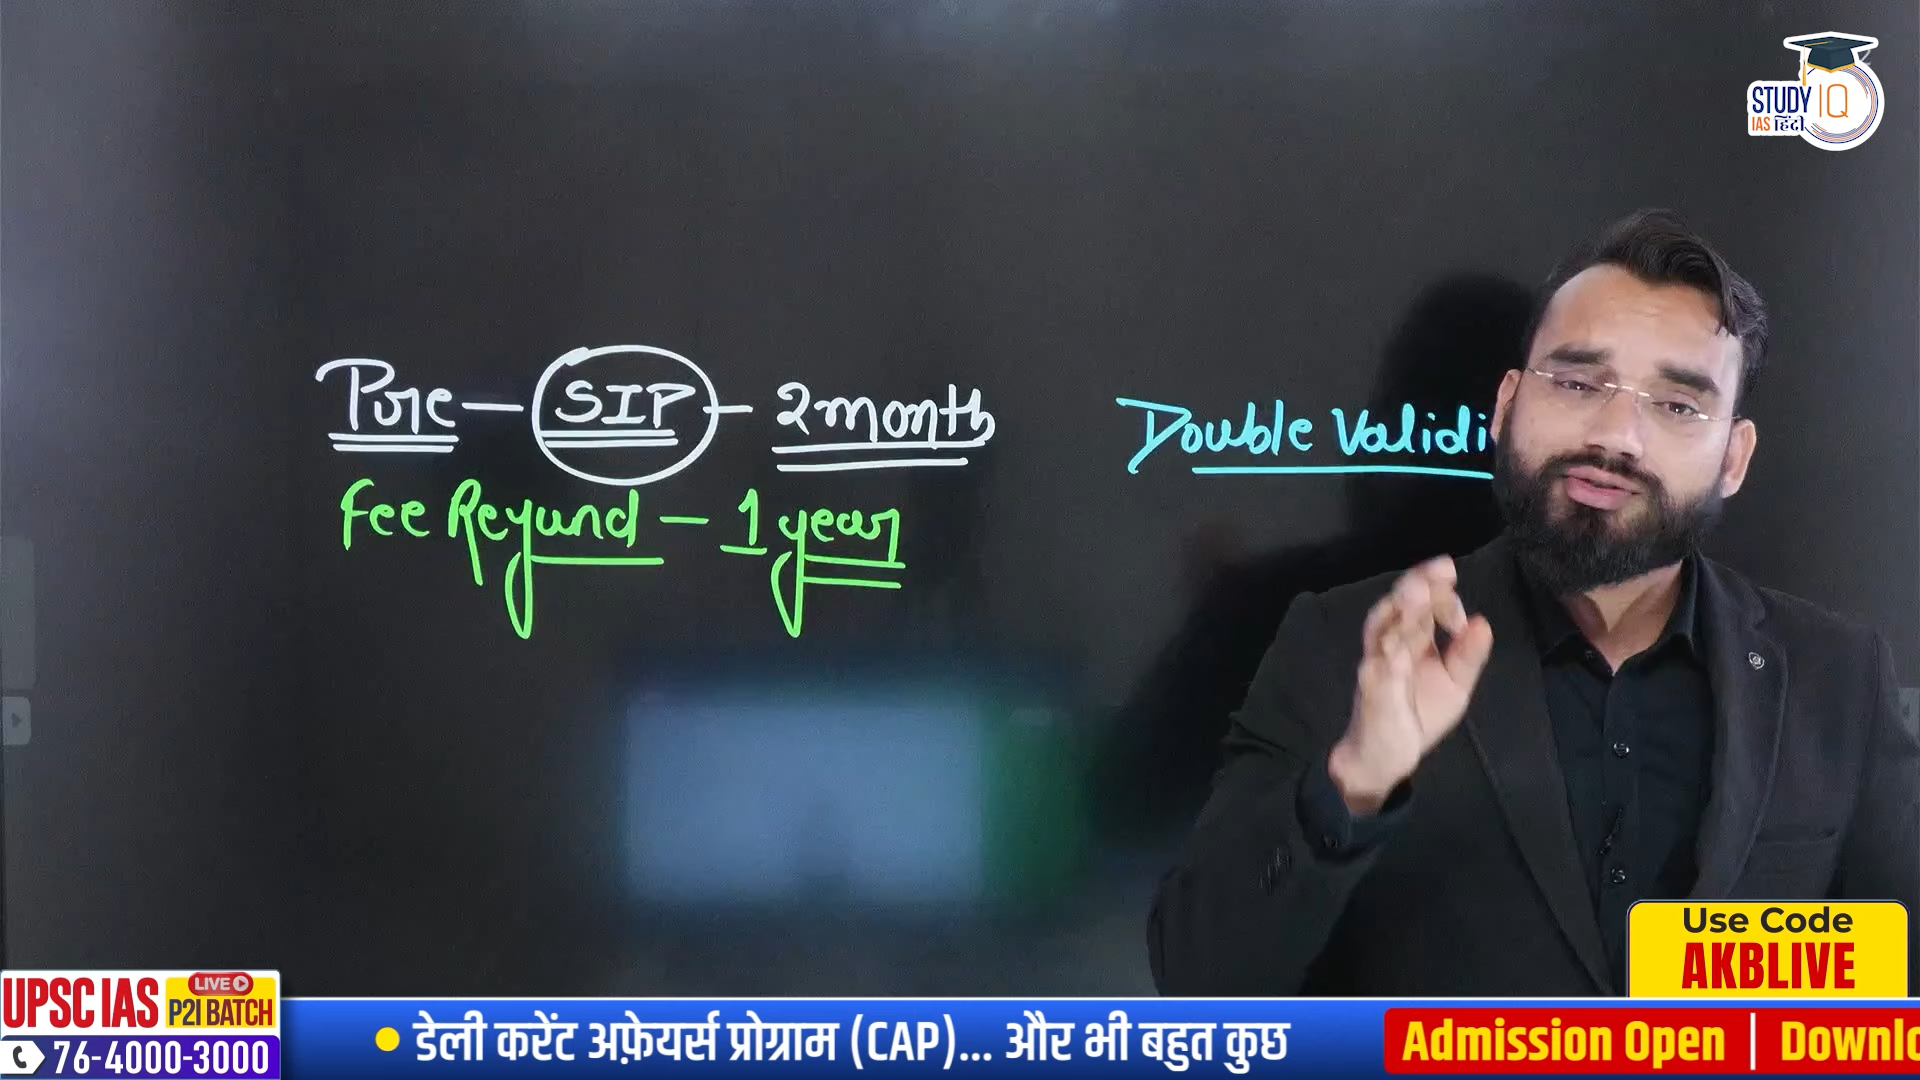 STUDY IQ
IAS हिंदी
Pre — SIP — 2 month
Double Validi
Fee Refund — 1 year
Use Code
AKBLIVE
UPSC IAS LIVE
P2I BATCH
76-4000-3000
• डेली करेंट अफ़ेयर्स प्रोग्राम (CAP)... और भी बहुत कुछ
Admission Open | Downlo